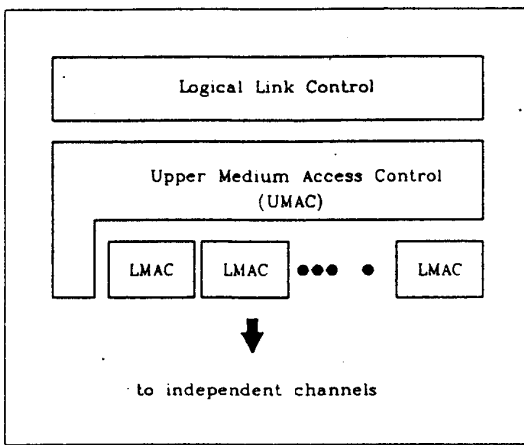 Logical Link Control
Upper Medium Access Control
(UMAC)
LMAC LMAC LMAC
to independent channels